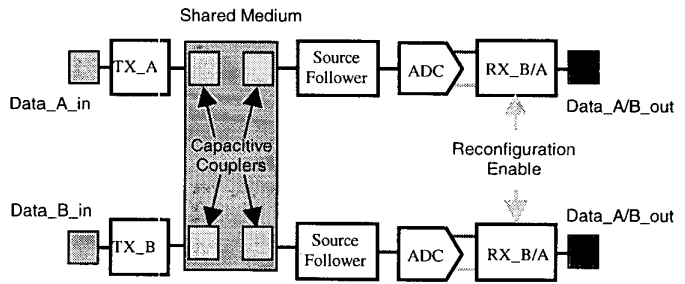 Shared Medium
TX_A
Source
Follower
ADC
RX_B/A
Data_A_in
Data_A/B_out
Capacitive
Couplers
Reconfiguration
Enable
Data_B_in
Data_A/B_out
TX_B
Source
Follower
ADC
RX_B/A